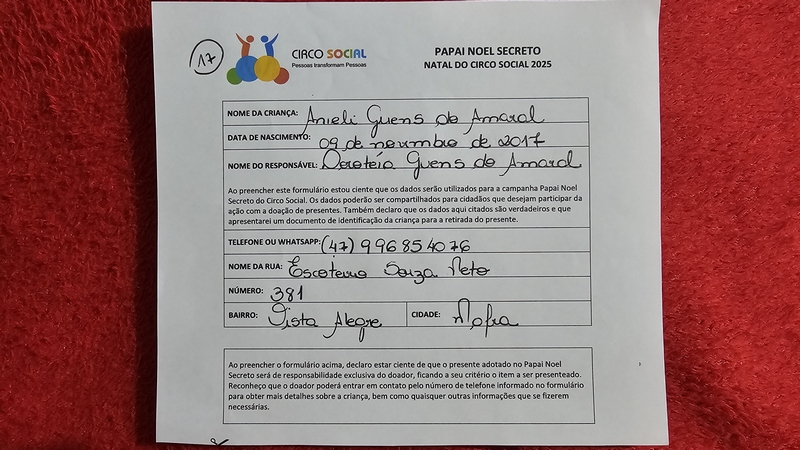 17
CIRCO SOCIAL
Pessoas transformam Pessoas
PAPAI NOEL SECRETO
NATAL DO CIRCO SOCIAL 2025
NOME DA CRIANÇA: Anieli Guens do Amaral
DATA DE NASCIMENTO: 09 de novembro de 2017
NOME DO RESPONSÁVEL: Doroteia Guens do Amaral
Ao preencher este formulário estou ciente que os dados serão utilizados para a campanha Papai Noel
Secreto do Circo Social. Os dados poderão ser compartilhados para cidadãos que desejam participar da
ação com a doação de presentes. Também declaro que os dados aqui citados são verdadeiros e que
apresentarei um documento de identificação da criança para a retirada do presente.
TELEFONE OU WHATSAPP: (47) 996854076
NOME DA RUA: Souza Neto
NÚMERO: 381
BAIRRO: Vista Alegre CIDADE: Mafra
Ao preencher o formulário acima, declaro estar ciente de que o presente adotado no Papai Noel
Secreto será de responsabilidade exclusiva do doador, ficando a seu critério o item a ser presenteado.
Reconheço que o doador poderá entrar em contato pelo número de telefone informado no formulário
para obter mais detalhes sobre a criança, bem como quaisquer outras informações que se fizerem
necessárias.